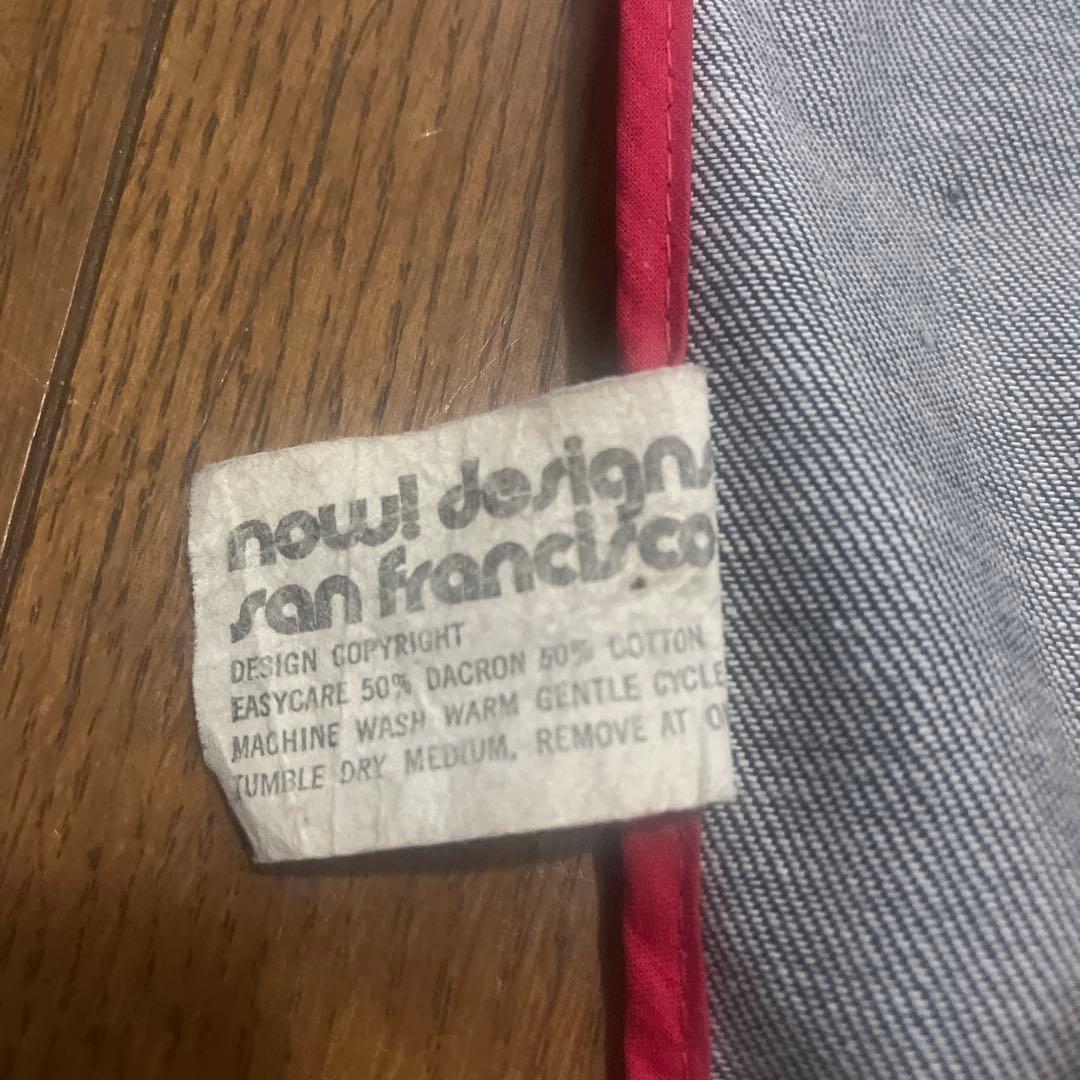 now! designs
san francisco
DESIGN COPYRIGHT
EASYCARE 50% DACRON 50% COTTON
MACHINE WASH WARM GENTLE CYCLE
TUMBLE DRY MEDIUM, REMOVE AT